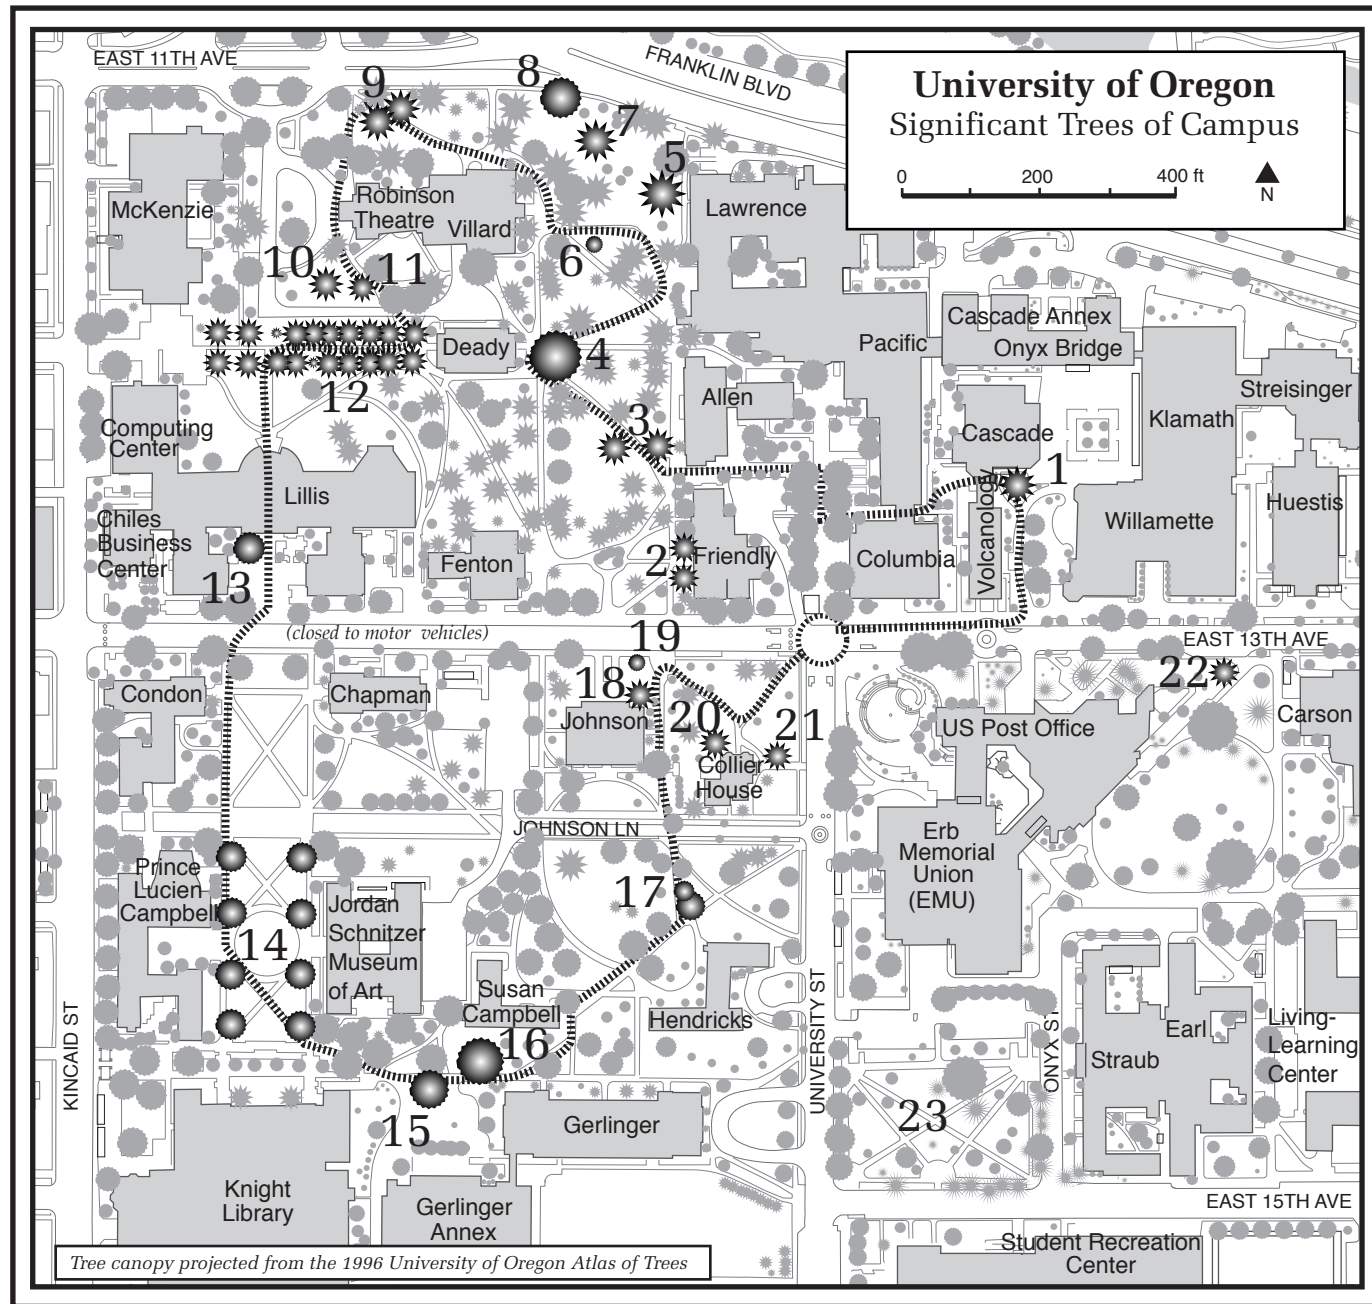 EAST 11TH AVE
FRANKLIN BLVD
University of Oregon
Significant Trees of Campus
0
200
400 ft
N
8
9
7
5
McKenzie
Robinson
Theatre
Villard
Lawrence
6
10
11
Cascade Annex
Onyx Bridge
Pacific
Deady
4
Streisinger
12
Allen
Klamath
Computing
Center
3
Cascade
1
Lillis
Volcanology
Huestis
Chiles
Business
Center
Willamette
2
Friendly
Columbia
Fenton
13
(closed to motor vehicles)
19
EAST 13TH AVE
22
18
Condon
Chapman
Johnson
20
21
US Post Office
Carson
Collier
House
JOHNSON LN
Erb
Memorial
Union
(EMU)
Prince
Lucien
Campbell
17
Jordan
Schnitzer
Museum
of Art
14
Susan
Campbell
Hendricks
KINCAID ST
UNIVERSITY ST
ONYX ST
16
Straub
Earl
Living-
Learning
Center
15
Gerlinger
23
Knight
Library
Gerlinger
Annex
EAST 15TH AVE
Student Recreation
Center
Tree canopy projected from the 1996 University of Oregon Atlas of Trees